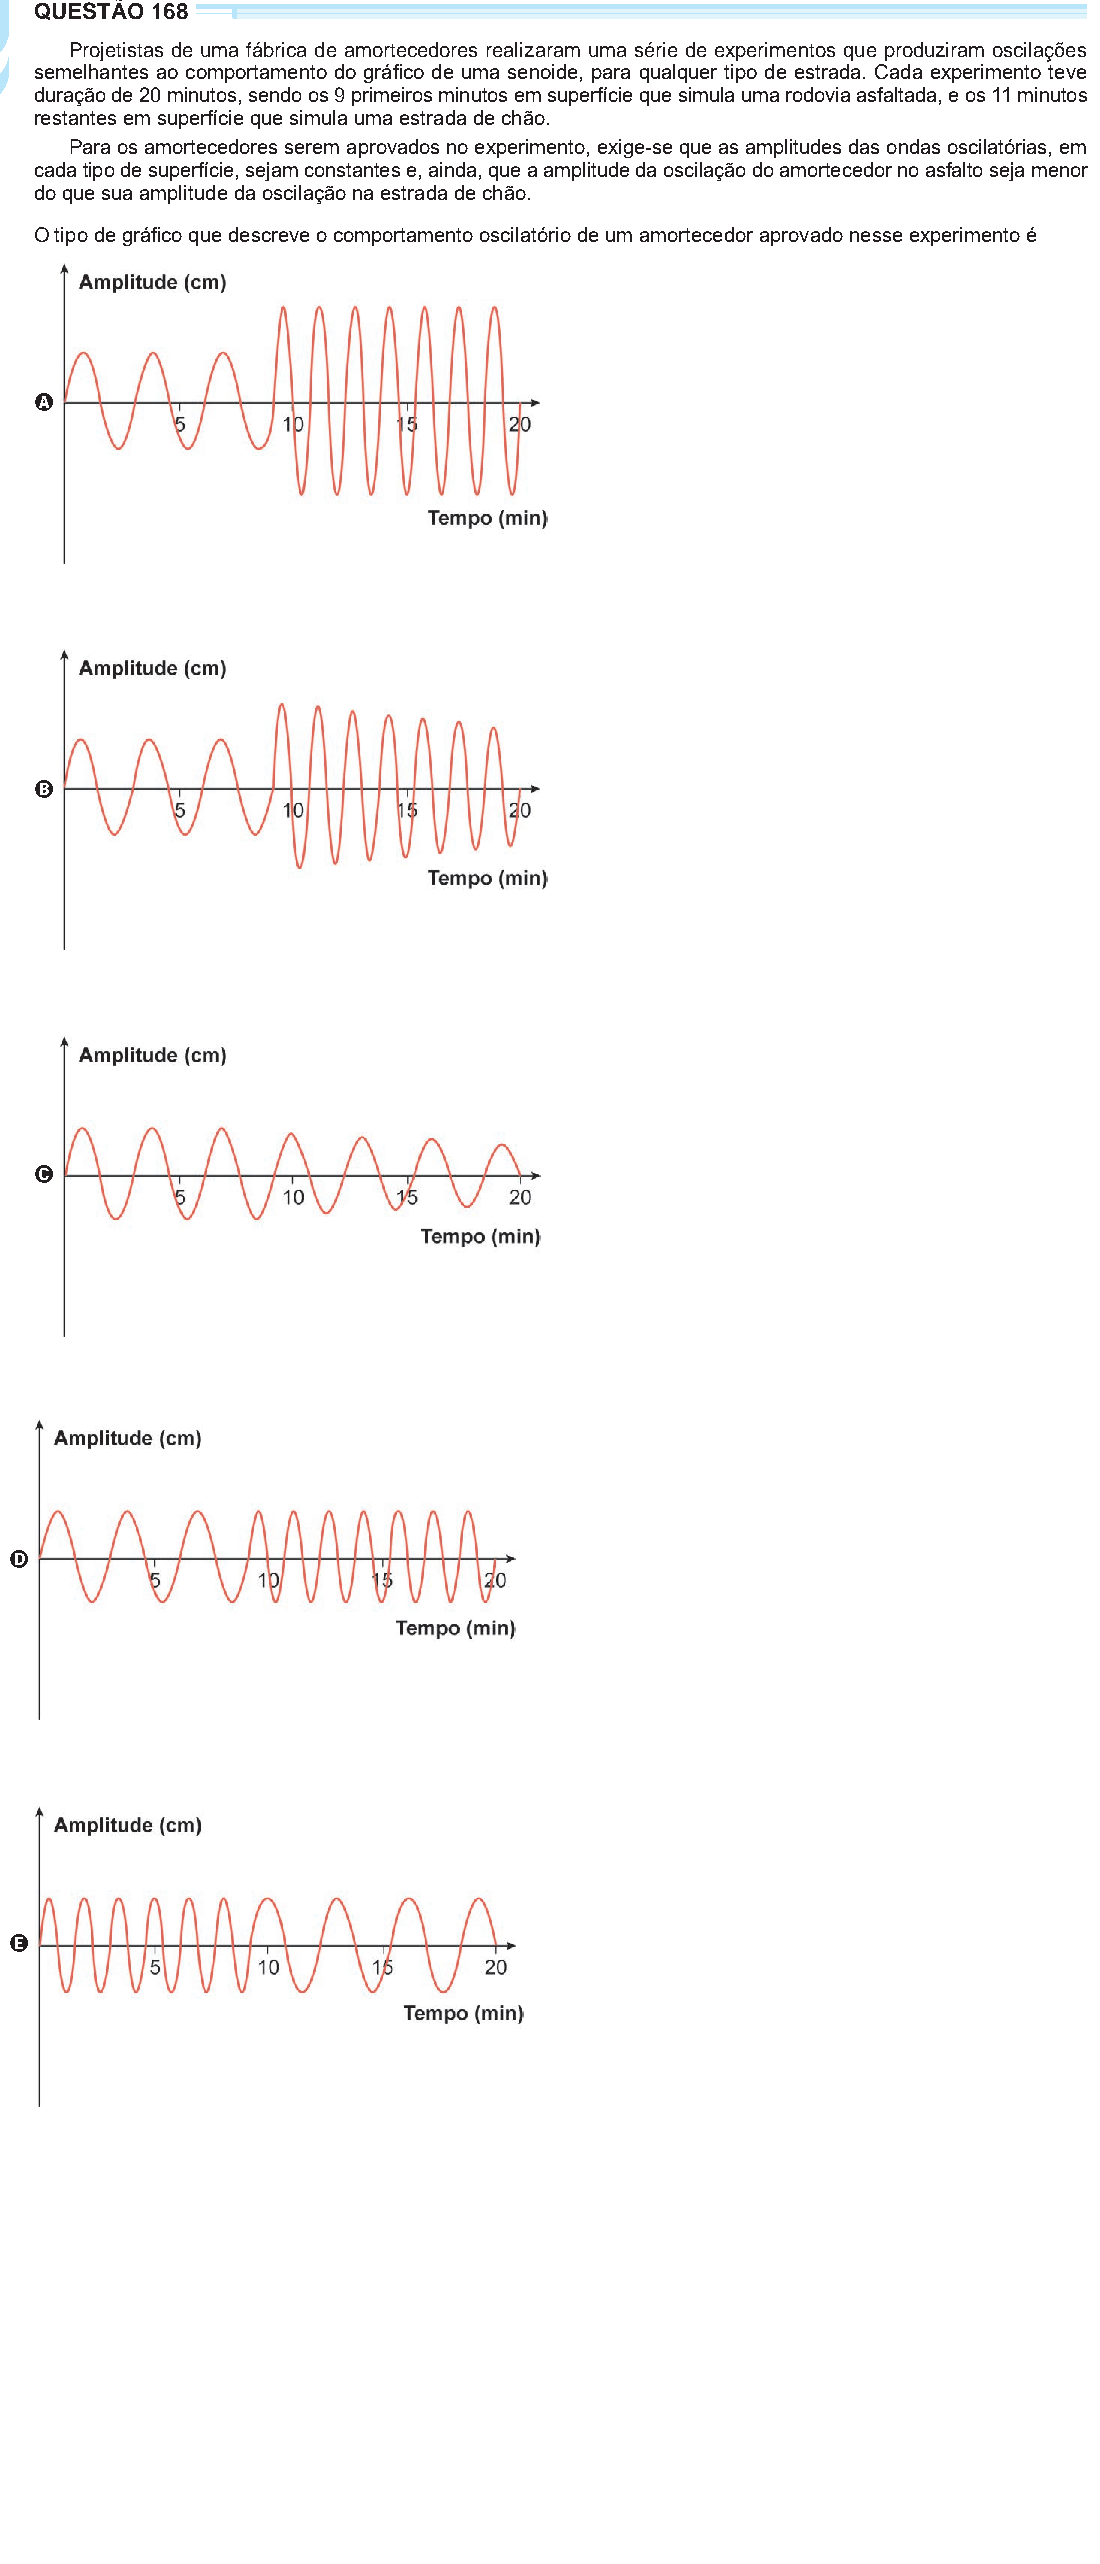 QUESTÃO 168
Projetistas de uma fábrica de amortecedores realizaram uma série de experimentos que produziram oscilações
semelhantes ao comportamento do gráfico de uma senoide, para qualquer tipo de estrada. Cada experimento teve
duração de 20 minutos, sendo os 9 primeiros minutos em superfície que simula uma rodovia asfaltada, e os 11 minutos
restantes em superfície que simula uma estrada de chão.
Para os amortecedores serem aprovados no experimento, exige-se que as amplitudes das ondas oscilatórias, em
cada tipo de superfície, sejam constantes e, ainda, que a amplitude da oscilação do amortecedor no asfalto seja menor
do que sua amplitude da oscilação na estrada de chão.
O tipo de gráfico que descreve o comportamento oscilatório de um amortecedor aprovado nesse experimento é
Amplitude (cm)
A
5 10 15 20
Tempo (min)
Amplitude (cm)
B
5 10 15 20
Tempo (min)
Amplitude (cm)
C
5 10 15 20
Tempo (min)
Amplitude (cm)
D
5 10 15 20
Tempo (min)
Amplitude (cm)
E
5 10 15 20
Tempo (min)